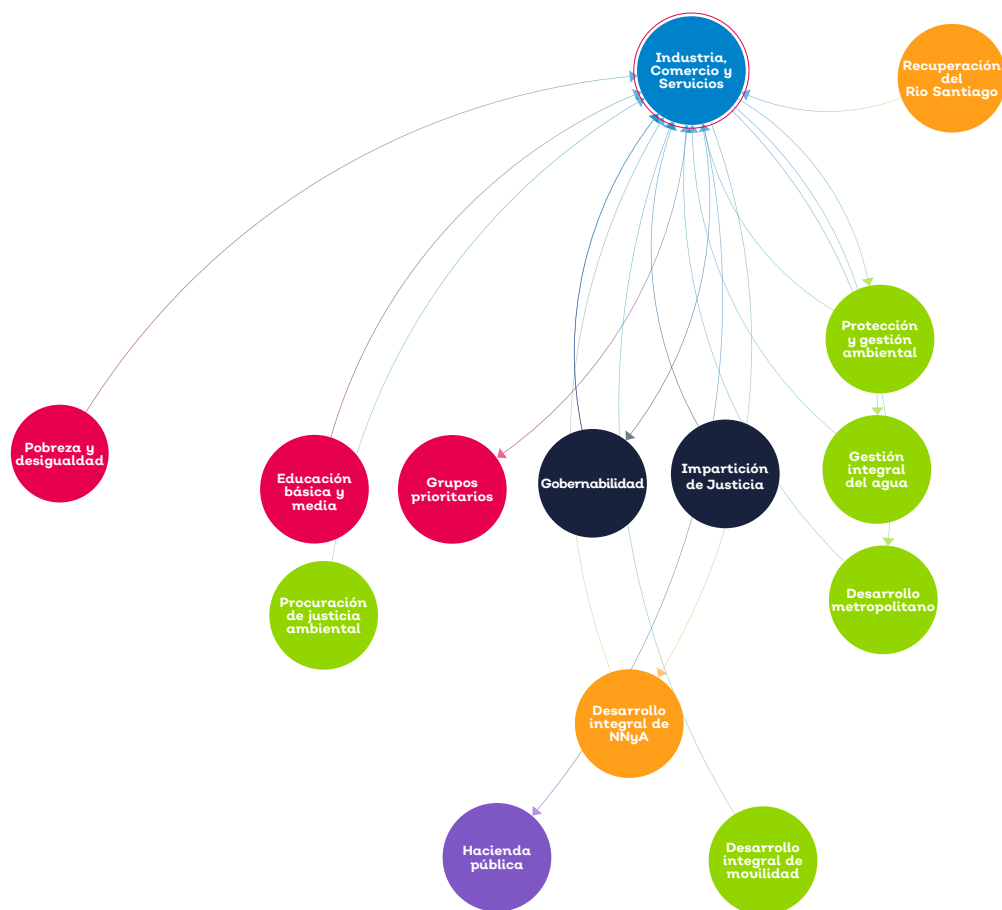 Industria,
Comercio y
Servicios
Recuperación
del
Rio Santiago
Protección
y gestión
ambiental
Pobreza y
desigualdad
Educación
básica y
media
Grupos
prioritarios
Gobernabilidad
Impartición
de Justicia
Gestión
integral
del agua
Procuración
de justicia
ambiental
Desarrollo
metropolitano
Desarrollo
integral de
NNyA
Hacienda
pública
Desarrollo
integral de
movilidad